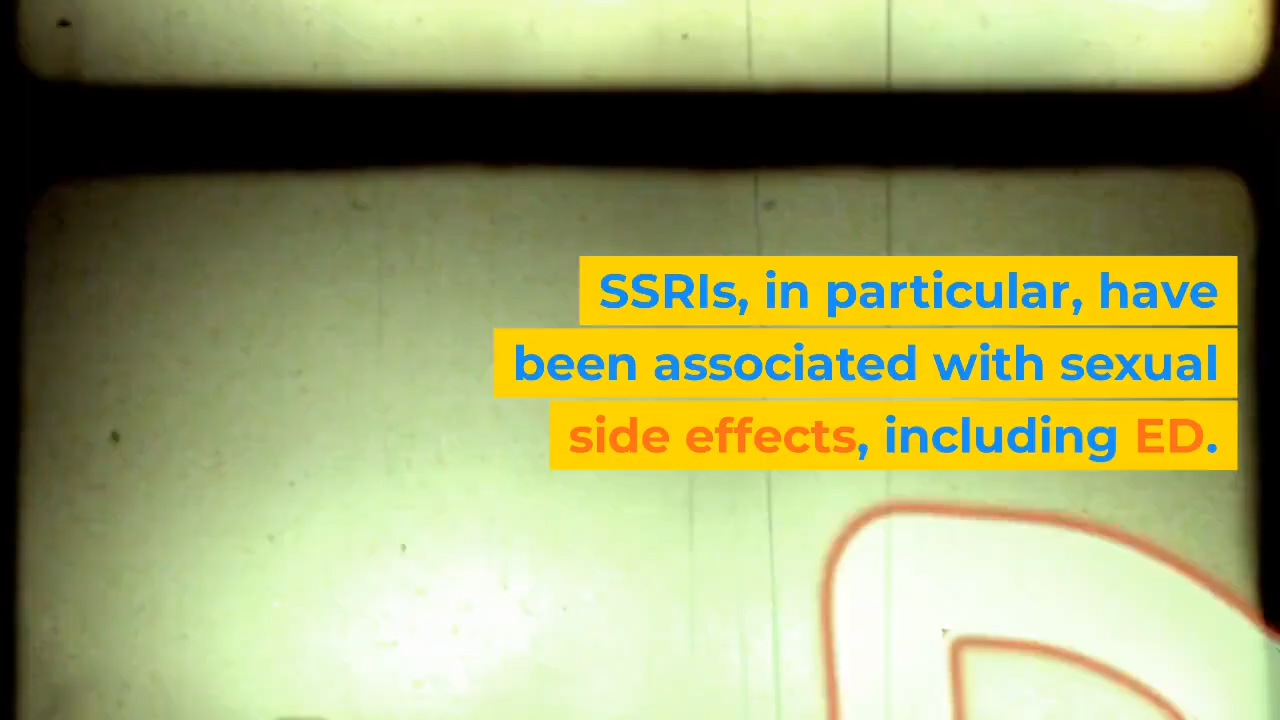 SSRIs, in particular, have
been associated with sexual
side effects, including ED.